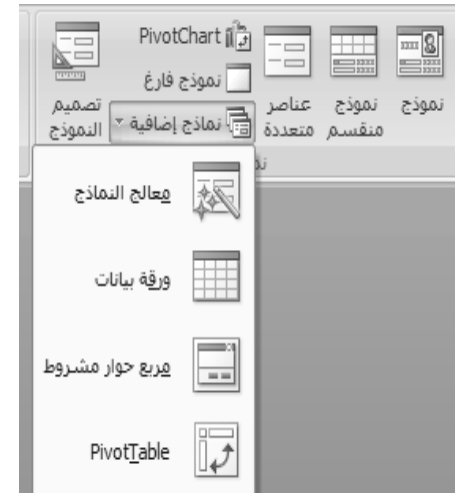 نموذج
نموذج منقسم
عناصر متعددة
PivotChart
نموذج فارغ
نماذج إضافية
تصميم النموذج
معالج النماذج
ورقة بيانات
مربع حوار مشروط
PivotTable